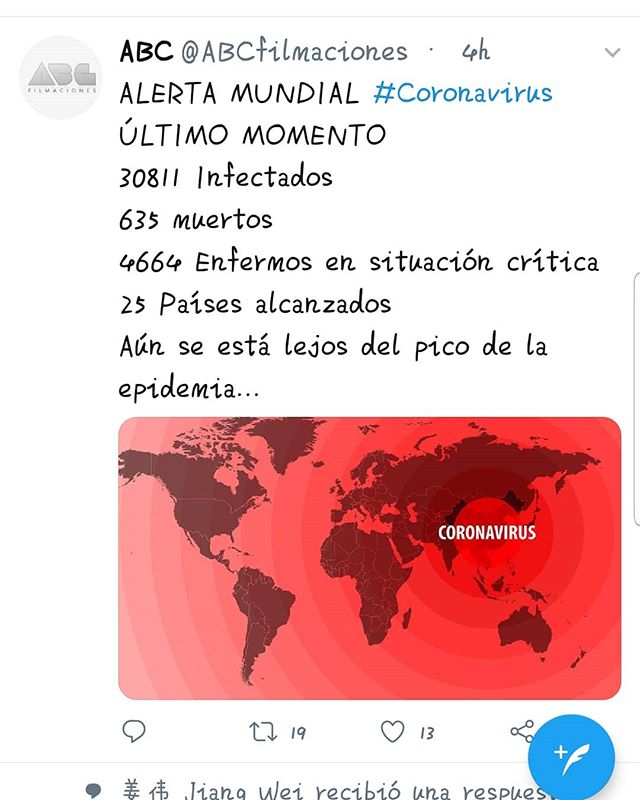 ABC @ABCfilmaciones · 4h
ABC
FILMACIONES
ALERTA MUNDIAL #Coronavirus
ÚLTIMO MOMENTO
30811 Infectados
635 muertos
4664 Enfermos en situación crítica
25 Países alcanzados
Aún se está lejos del pico de la
epidemia...
CORONAVIRUS
19 13
姜伟 Jiang Wei recibió una respues